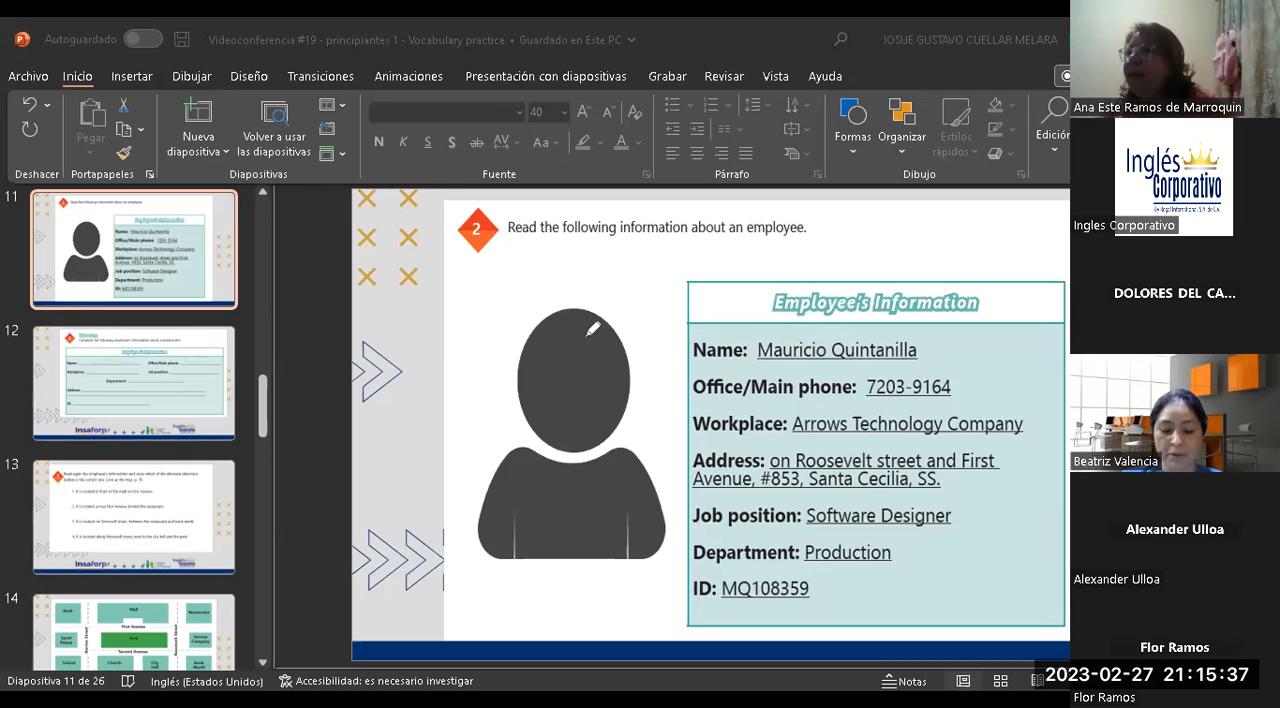 Autoguardado
Videoconferencia #19 - principiantes 1 - Vocabulary practice • Guardado en Este PC
JOSUE GUSTAVO CUELLAR MELARA
Archivo Inicio Insertar Dibujar Diseño Transiciones Animaciones Presentación con diapositivas Grabar Revisar Vista Ayuda
Pegar
Nueva diapositiva
Volver a usar las diapositivas
40
N K S S ab AV Aa A
Formas Organizar Estilos rápidos Edición
Deshacer Portapapeles Diapositivas Fuente Párrafo Dibujo
11
12
13
14
2
Read the following information about an employee.
Employee's Information
Name: Mauricio Quintanilla
Office/Main phone: 7203-9164
Workplace: Arrows Technology Company
Address: on Roosevelt street and First
Avenue, #853, Santa Cecilia, SS.
Job position: Software Designer
Department: Production
ID: MQ108359
Diapositiva 11 de 26
Inglés (Estados Unidos)
Accesibilidad: es necesario investigar
Notas
Ana Este Ramos de Marroquin
Inglés
Corporativo
Ingles Corporativo
DOLORES DEL CA...
Beatriz Valencia
Alexander Ulloa
Alexander Ulloa
Flor Ramos
2023-02-27 21:15:37
Flor Ramos